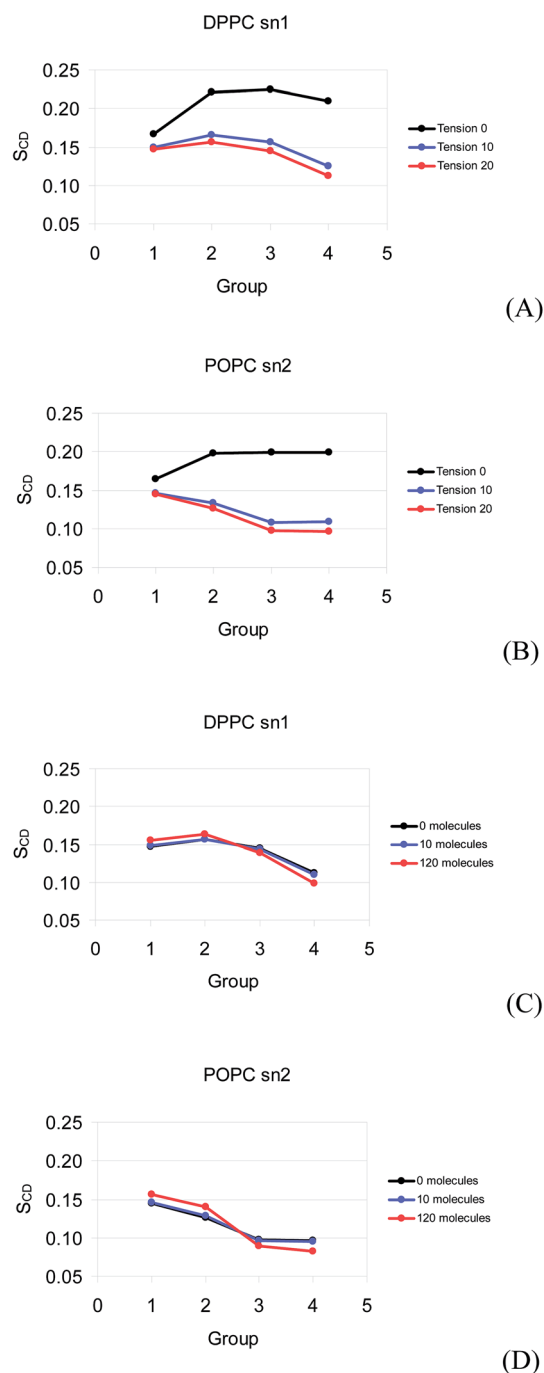 DPPC sn1
0.25
0.20
0.15
0.10
0.05
SCD
0 1 2 3 4 5
Group
Tension 0
Tension 10
Tension 20
(A)
POPC sn2
0.25
0.20
0.15
0.10
0.05
SCD
0 1 2 3 4 5
Group
Tension 0
Tension 10
Tension 20
(B)
DPPC sn1
0.25
0.20
0.15
0.10
0.05
SCD
0 1 2 3 4 5
Group
0 molecules
10 molecules
120 molecules
(C)
POPC sn2
0.25
0.20
0.15
0.10
0.05
SCD
0 1 2 3 4 5
Group
0 molecules
10 molecules
120 molecules
(D)